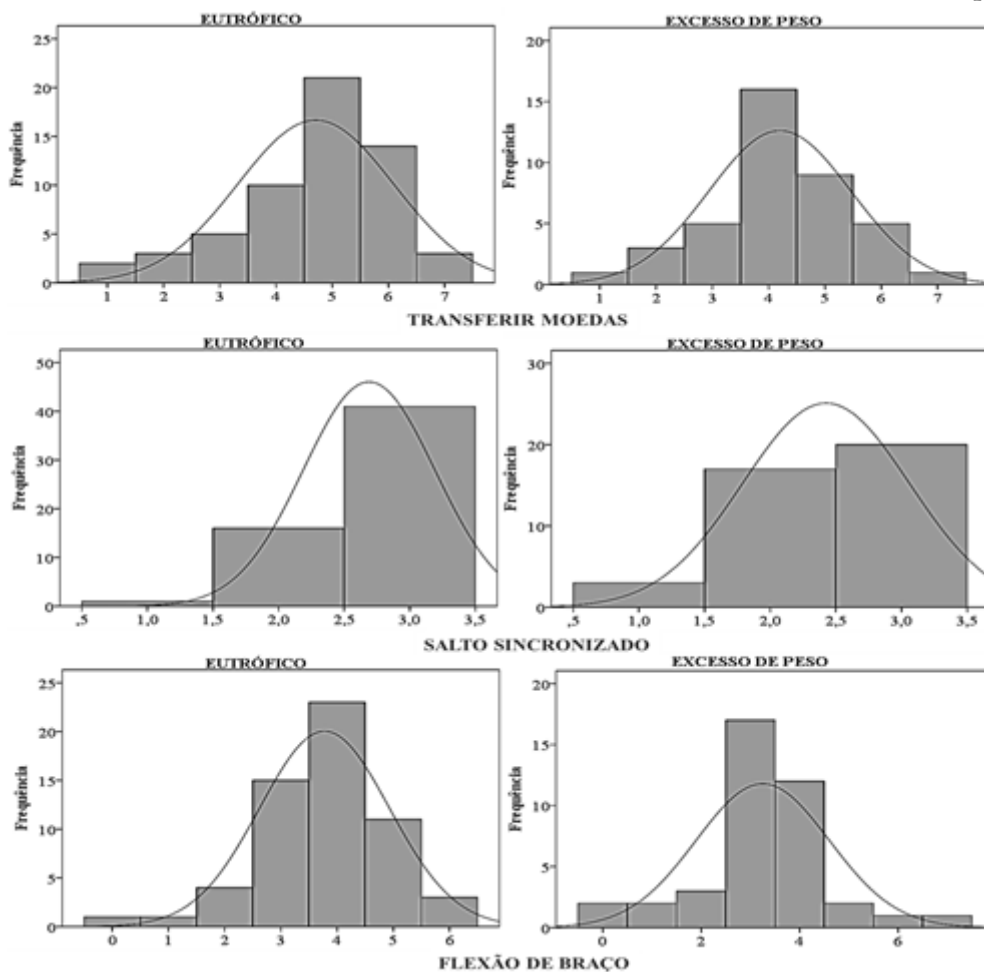 EUTRÓFICO
Frequência
25
20
15
10
5
0
1 2 3 4 5 6 7
EXCESSO DE PESO
Frequência
20
15
10
5
0
1 2 3 4 5 6 7
TRANSFERIR MOEDAS
EUTRÓFICO
Frequência
50
40
30
20
10
0
,5 1,0 1,5 2,0 2,5 3,0 3,5
EXCESSO DE PESO
Frequência
30
20
10
0
,5 1,0 1,5 2,0 2,5 3,0 3,5
SALTO SINCRONIZADO
EUTRÓFICO
Frequência
25
20
15
10
5
0
0 1 2 3 4 5 6
EXCESSO DE PESO
Frequência
20
15
10
5
0
0 2 4 6
FLEXÃO DE BRAÇO